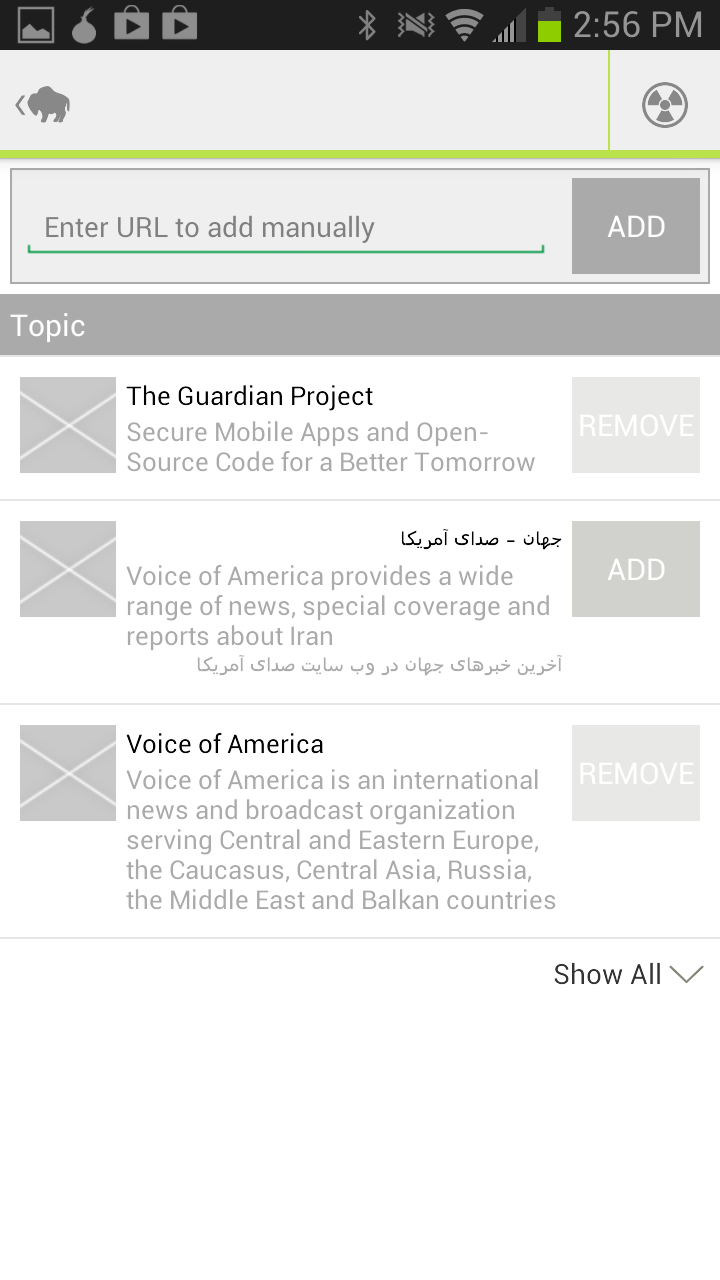 2:56 PM
Enter URL to add manually
ADD
Topic
The Guardian Project
Secure Mobile Apps and Open-
Source Code for a Better Tomorrow
REMOVE
جهان - صدای آمریکا
Voice of America provides a wide
range of news, special coverage and
reports about Iran
آخرین خبرهای جهان در وب سایت صدای آمریکا
ADD
Voice of America
Voice of America is an international
news and broadcast organization
serving Central and Eastern Europe,
the Caucasus, Central Asia, Russia,
the Middle East and Balkan countries
REMOVE
Show All